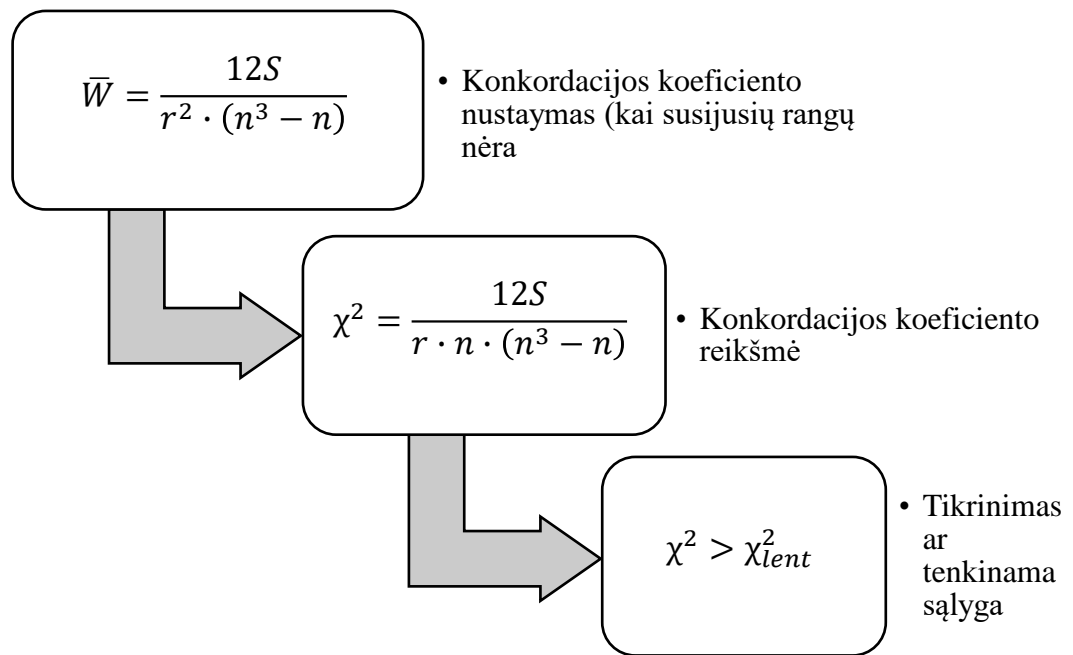 W̅ = 12S / (r² · (n³ − n))
• Konkordacijos koeficiento
nustaymas (kai susijusių rangų
nėra
χ² = 12S / (r · n · (n³ − n))
• Konkordacijos koeficiento
reikšmė
χ² > χ²lent
• Tikrinimas
ar
tenkinama
sąlyga